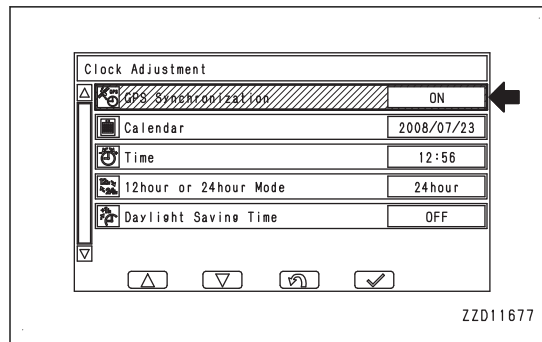 Clock Adjustment
GPS Synchronization ON
Calendar 2008/07/23
Time 12:56
12hour or 24hour Mode 24hour
Daylight Saving Time OFF
ZZD11677